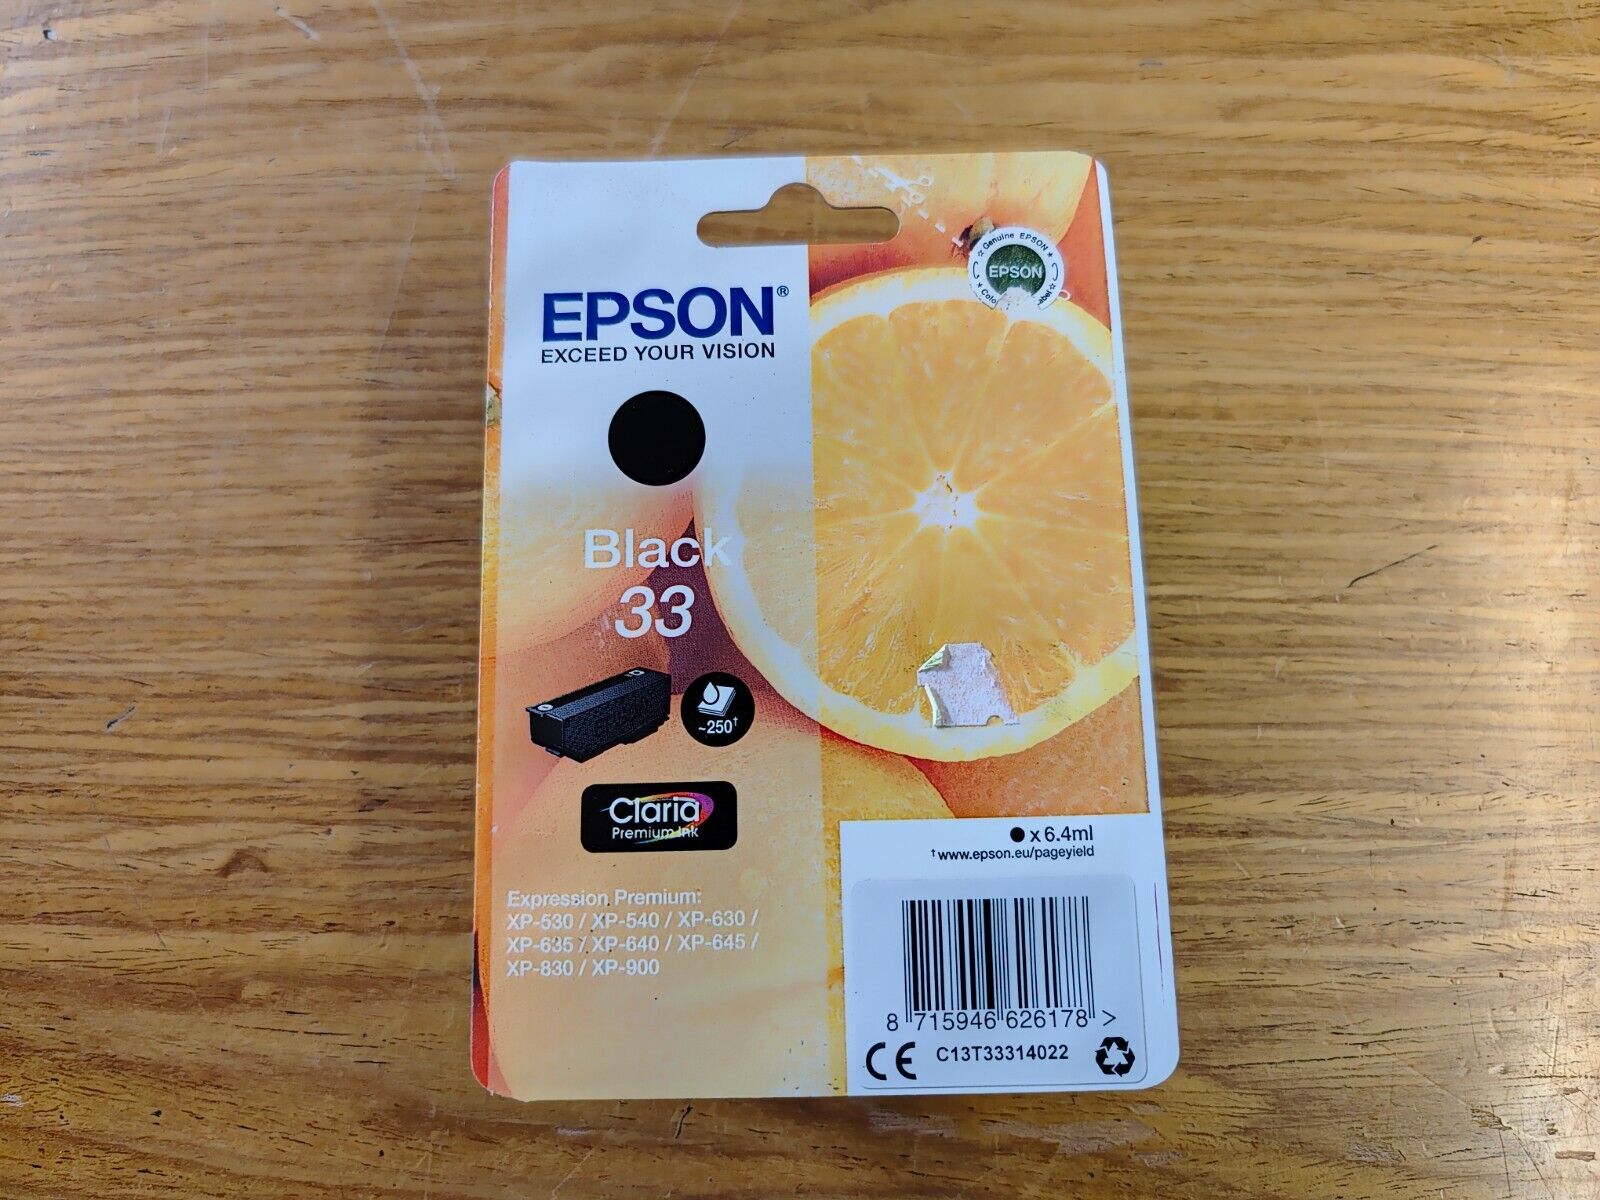 Genuine EPSON
EPSON
EPSON®
EXCEED YOUR VISION
Black
33
~250†
Claria
Premium Ink
x 6.4ml
†www.epson.eu/pageyield
Expression Premium:
XP-530 / XP-540 / XP-630 /
XP-635 / XP-640 / XP-645 /
XP-830 / XP-900
8 715946 626178 >
CE C13T33314022